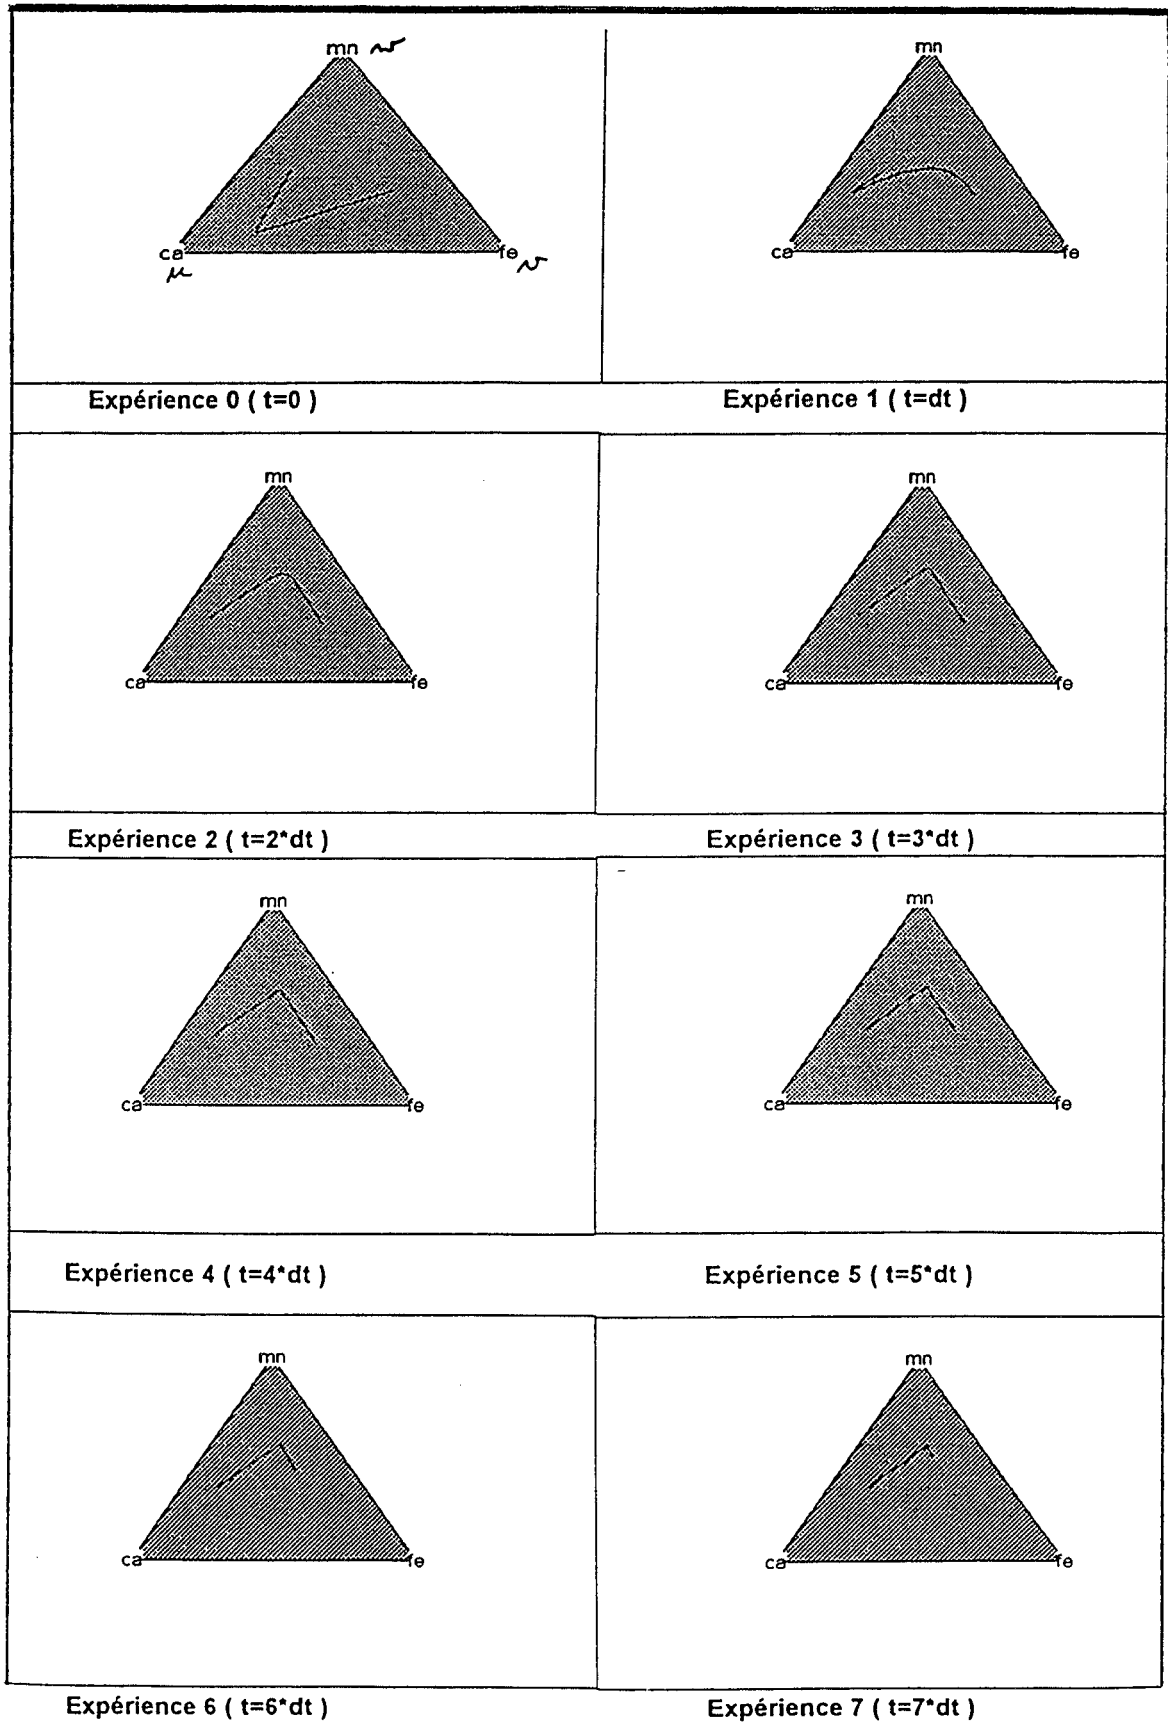 mn w
ca fe
μ v
mn
ca fe
Expérience 0 ( t=0 )
Expérience 1 ( t=dt )
mn
ca fe
mn
ca fe
Expérience 2 ( t=2*dt )
Expérience 3 ( t=3*dt )
mn
ca fe
mn
ca fe
Expérience 4 ( t=4*dt )
Expérience 5 ( t=5*dt )
mn
ca fe
mn
ca fe
Expérience 6 ( t=6*dt )
Expérience 7 ( t=7*dt )